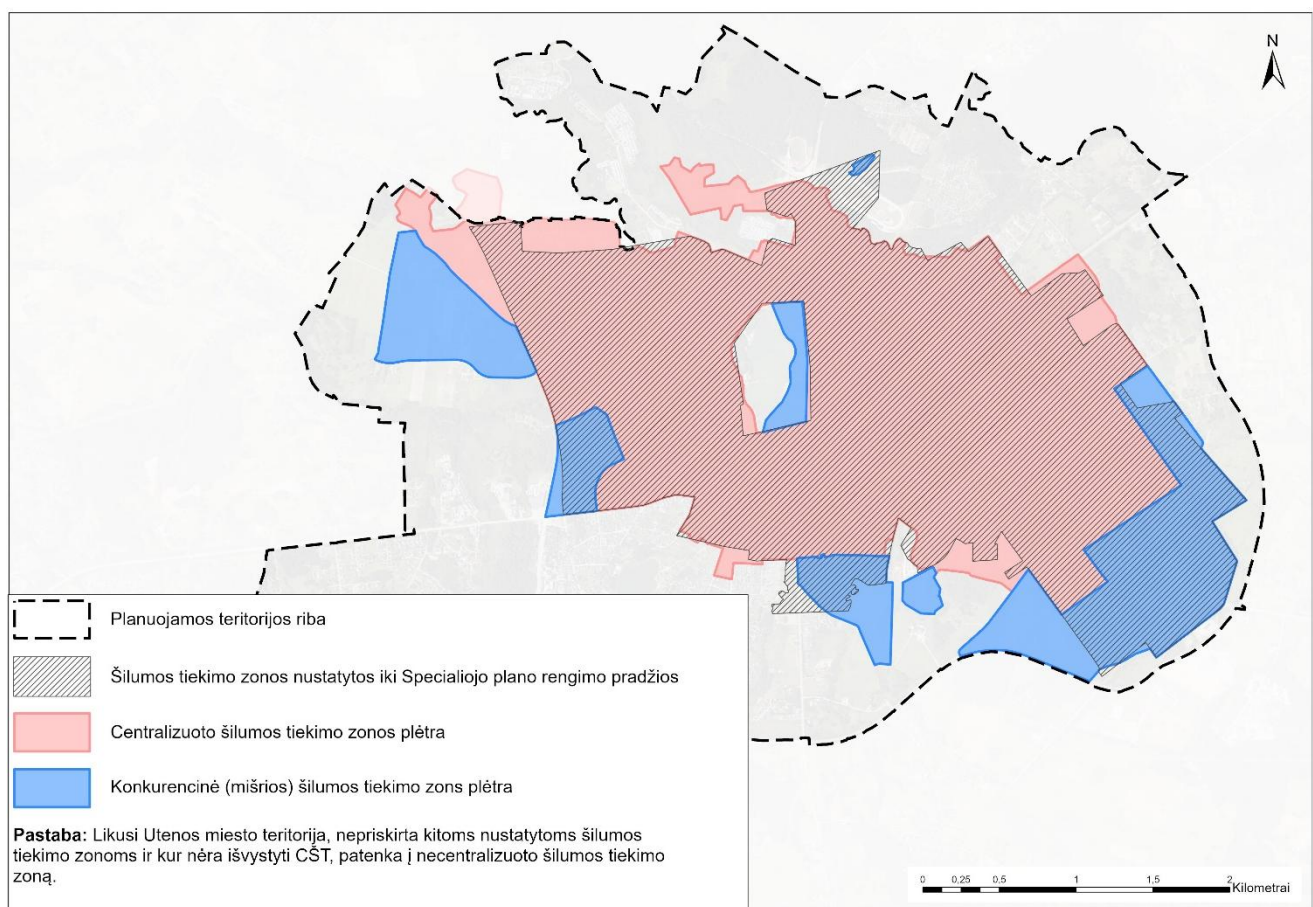 N
Planuojamos teritorijos riba
Šilumos tiekimo zonos nustatytos iki Specialiojo plano rengimo pradžios
Centralizuoto šilumos tiekimo zonos plėtra
Konkurencinė (mišrios) šilumos tiekimo zons plėtra
Pastaba: Likusi Utenos miesto teritorija, nepriskirta kitoms nustatytoms šilumos
tiekimo zonoms ir kur nėra išvystyti CŠT, patenka į necentralizuoto šilumos tiekimo
zoną.
0 0,25 0,5 1 1,5 2
Kilometrai